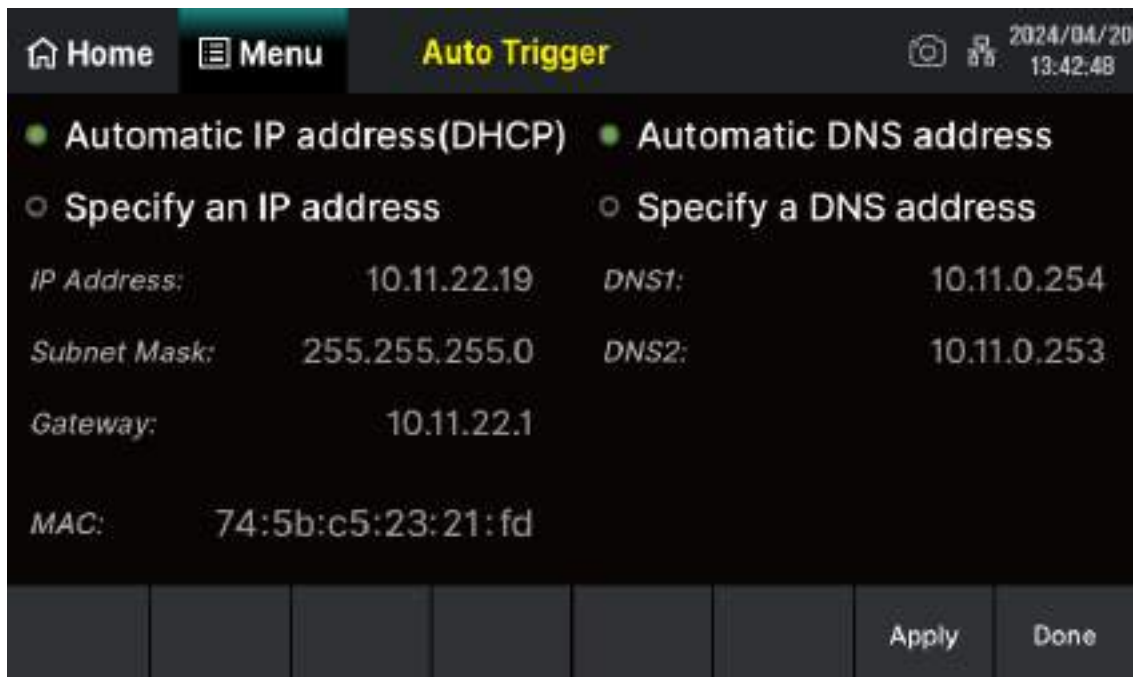 Home Menu Auto Trigger 2024/04/20
13:42:48
Automatic IP address(DHCP) Automatic DNS address
Specify an IP address Specify a DNS address
IP Address: 10.11.22.19 DNS1: 10.11.0.254
Subnet Mask: 255.255.255.0 DNS2: 10.11.0.253
Gateway: 10.11.22.1
MAC: 74:5b:c5:23:21:fd
Apply Done